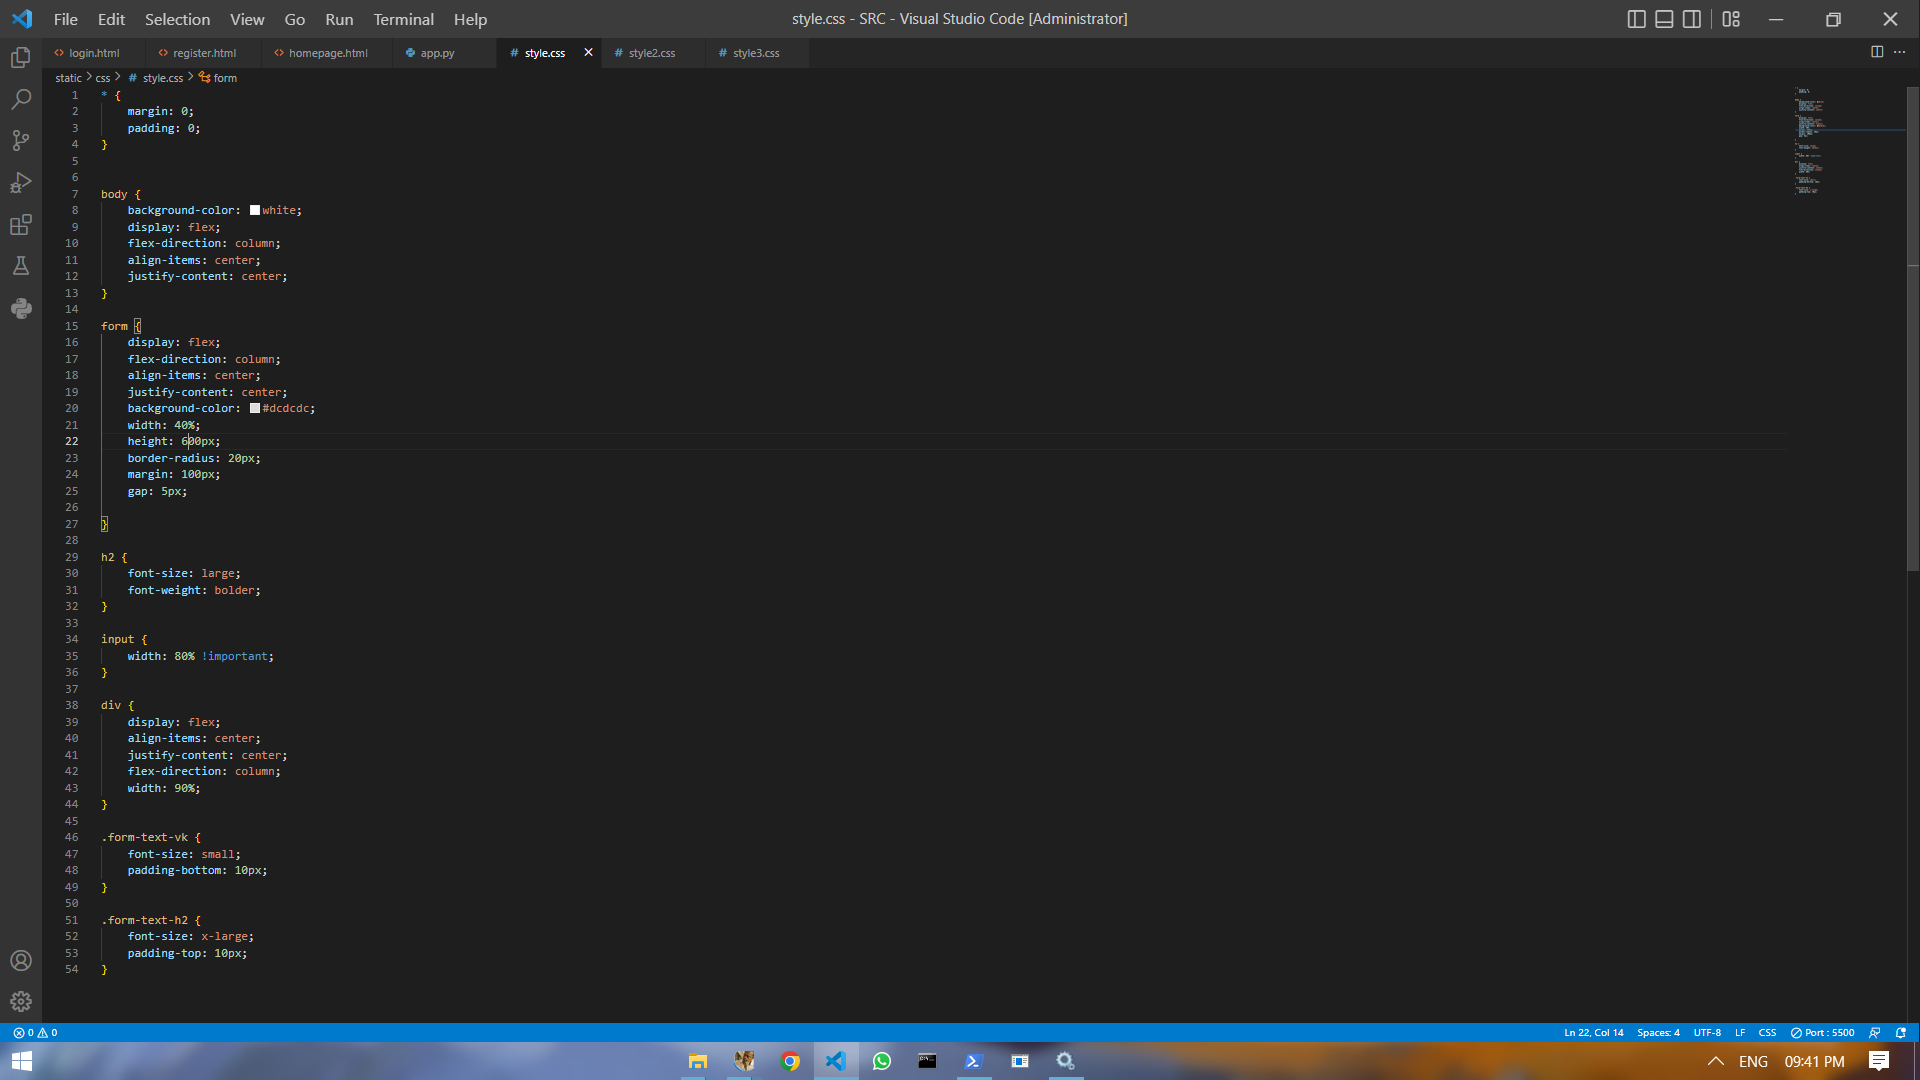 File Edit Selection View Go Run Terminal Help
style.css - SRC - Visual Studio Code [Administrator]
login.html register.html homepage.html app.py # style.css # style2.css # style3.css
static > css > # style.css > form
1 * {
2 margin: 0;
3 padding: 0;
4 }
5
6
7 body {
8 background-color: white;
9 display: flex;
10 flex-direction: column;
11 align-items: center;
12 justify-content: center;
13 }
14
15 form {
16 display: flex;
17 flex-direction: column;
18 align-items: center;
19 justify-content: center;
20 background-color: #dcdcdc;
21 width: 40%;
22 height: 600px;
23 border-radius: 20px;
24 margin: 100px;
25 gap: 5px;
26
27 }
28
29 h2 {
30 font-size: large;
31 font-weight: bolder;
32 }
33
34 input {
35 width: 80% !important;
36 }
37
38 div {
39 display: flex;
40 align-items: center;
41 justify-content: center;
42 flex-direction: column;
43 width: 90%;
44 }
45
46 .form-text-vk {
47 font-size: small;
48 padding-bottom: 10px;
49 }
50
51 .form-text-h2 {
52 font-size: x-large;
53 padding-top: 10px;
54 }
0 0 Ln 22, Col 14 Spaces: 4 UTF-8 LF CSS Port : 5500
ENG 09:41 PM